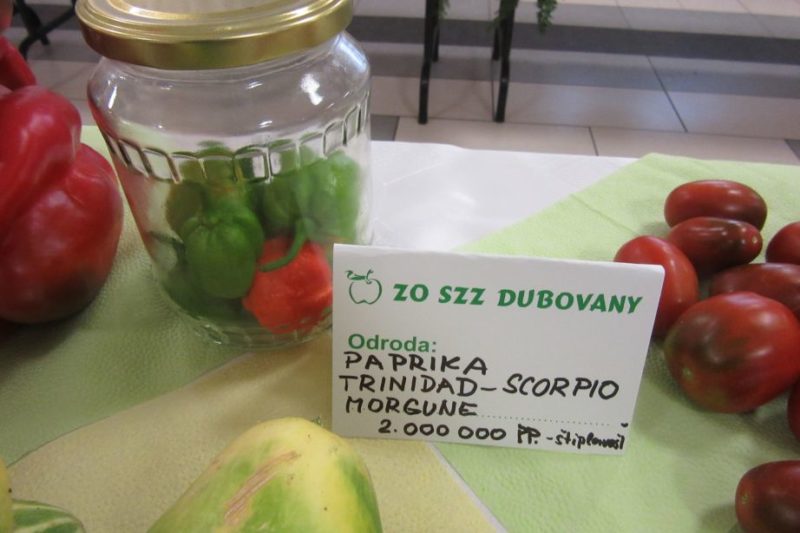 ZO SZZ DUBOVANY
Odroda:
PAPRIKA
TRINIDAD-SCORPIO
MORGUNE
2.000 000 PP. - štiplavosť